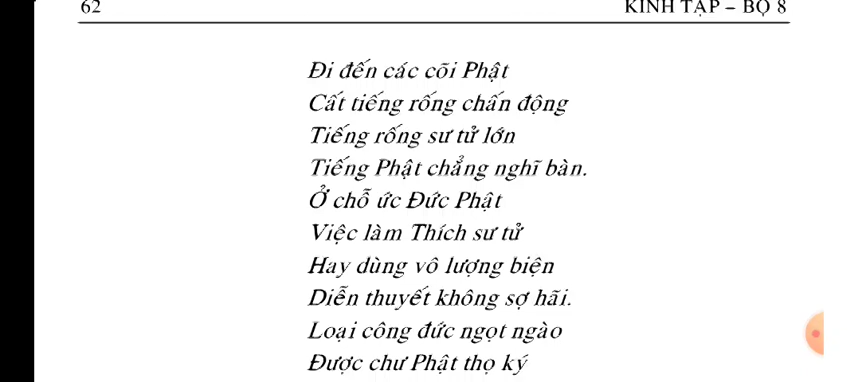 62 KINH TẬP – BỘ 8
Đi đến các cõi Phật
Cất tiếng rống chấn động
Tiếng rống sư tử lớn
Tiếng Phật chẳng nghĩ bàn.
Ở chỗ ức Đức Phật
Việc làm Thích sư tử
Hay dùng vô lượng biện
Diễn thuyết không sợ hãi.
Loại công đức ngọt ngào
Được chư Phật thọ ký